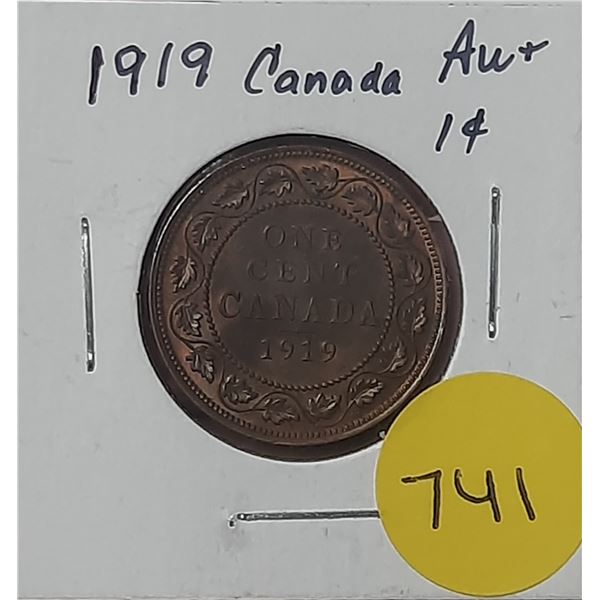 1919 Canada Au+
1¢
ONE
CENT
CANADA
1919
741